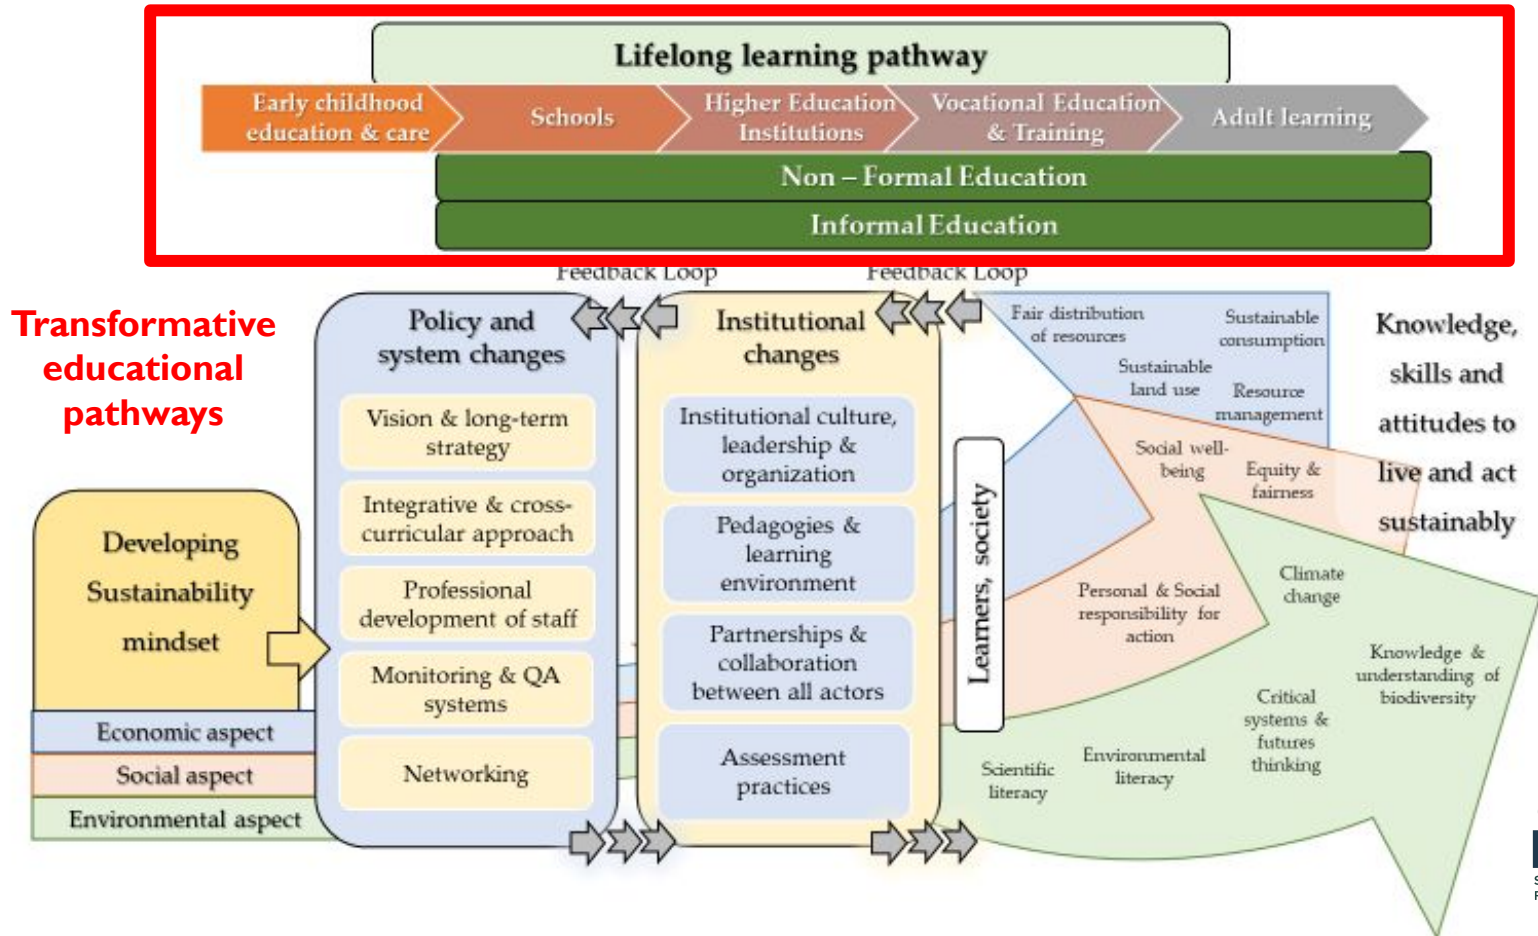 Lifelong learning pathway
Early childhood
education & care
Schools
Higher Education
Institutions
Vocational Education
& Training
Adult learning
Non – Formal Education
Informal Education
Feedback Loop
Feedback Loop
Transformative
educational
pathways
Developing
Sustainability
mindset
Economic aspect
Social aspect
Environmental aspect
Policy and
system changes
Vision & long-term
strategy
Integrative & cross-
curricular approach
Professional
development of staff
Monitoring & QA
systems
Networking
Institutional
changes
Institutional culture,
leadership &
organization
Pedagogies &
learning
environment
Partnerships &
collaboration
between all actors
Assessment
practices
Learners, society
Fair distribution
of resources
Sustainable
consumption
Sustainable
land use
Resource
management
Social well-
being
Equity &
fairness
Personal & Social
responsibility for
action
Climate
change
Knowledge &
understanding of
biodiversity
Critical
systems &
futures
thinking
Environmental
literacy
Scientific
literacy
Knowledge,
skills and
attitudes to
live and act
sustainably